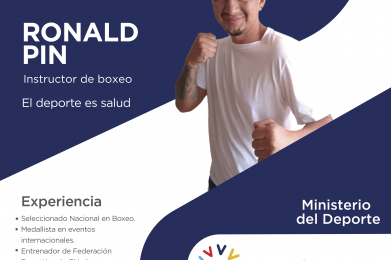 RONALD
PIN
Instructor de boxeo
El deporte es salud
Experiencia
• Seleccionado Nacional en Boxeo.
• Medallista en eventos
internacionales.
• Entrenador de Federación
Ministerio
del Deporte